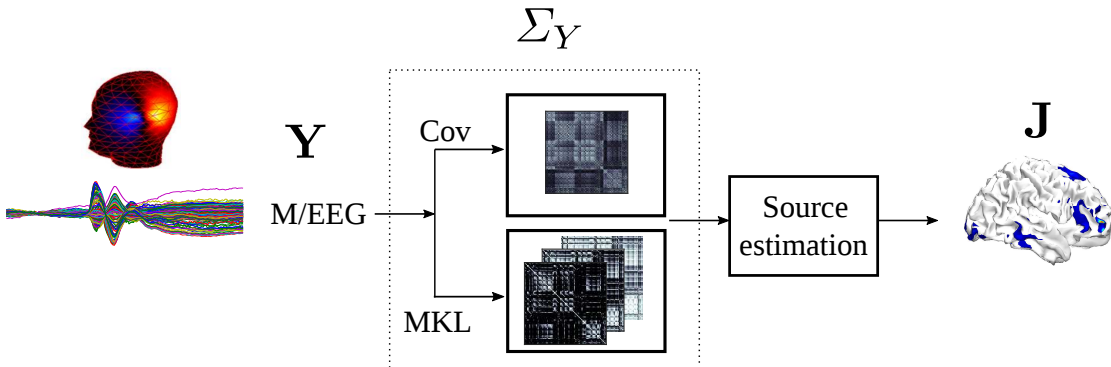 Σ_Y
Y
M/EEG
Cov
MKL
Source
estimation
J